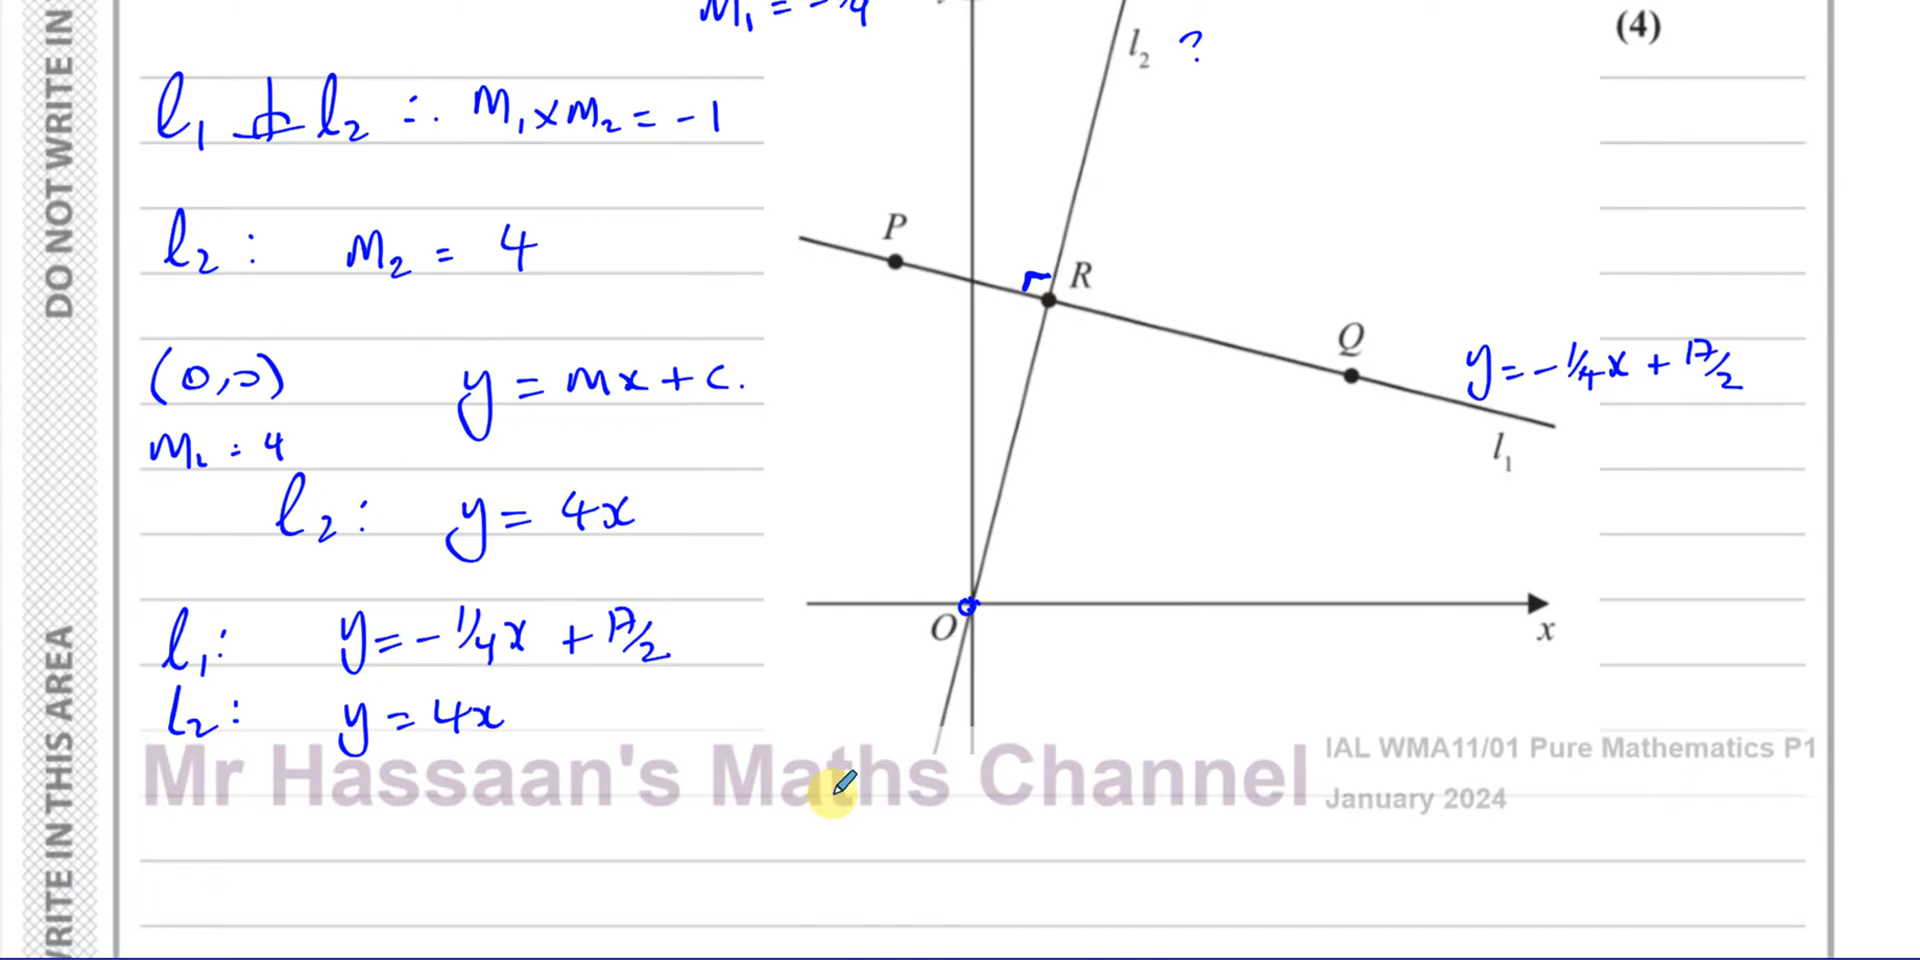 DO NOT WRITE IN
WRITE IN THIS AREA
m₁ = -¼
(4)
l₂ ?
l₁ ⊥ l₂ ∴ m₁ × m₂ = -1
l₂ : m₂ = 4
P
R
Q
(0,0) y = mx + c.
y = -¼x + 17/2
m₂ = 4
l₁
l₂ : y = 4x
O
x
l₁ : y = -¼x + 17/2
l₂ : y = 4x
Mr Hassaan's Maths Channel
IAL WMA11/01 Pure Mathematics P1
January 2024